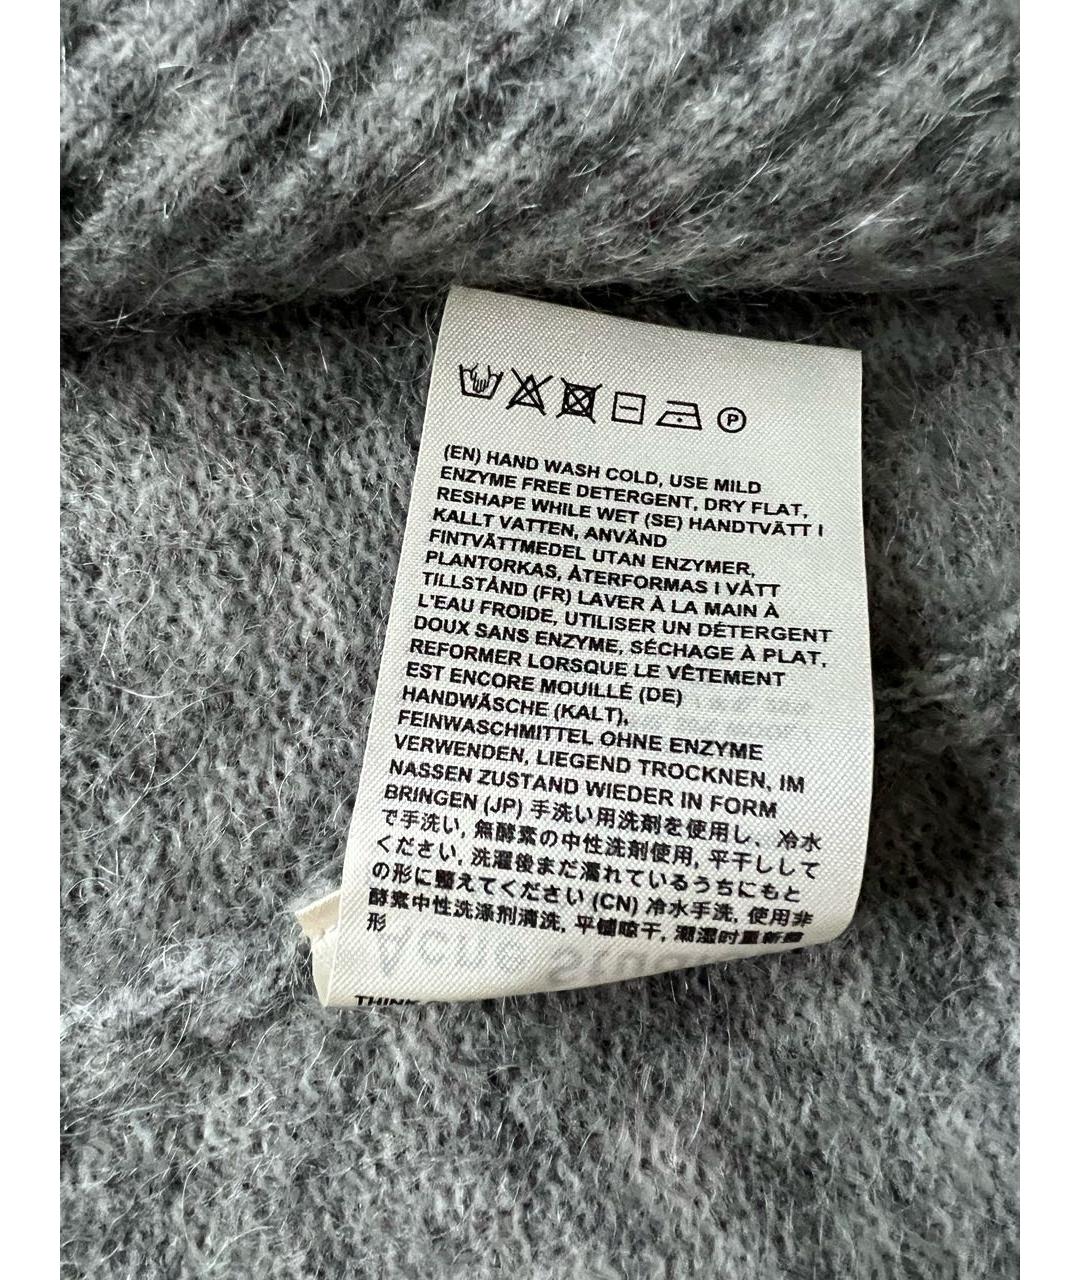 P
(EN) HAND WASH COLD, USE MILD
ENZYME FREE DETERGENT, DRY FLAT,
RESHAPE WHILE WET (SE) HANDTVÄTT I
KALLT VATTEN, ANVÄND
FINTVÄTTMEDEL UTAN ENZYMER,
PLANTORKAS, ÅTERFORMAS I VÅTT
TILLSTÅND (FR) LAVER À LA MAIN À
L'EAU FROIDE, UTILISER UN DÉTERGENT
DOUX SANS ENZYME, SÉCHAGE À PLAT,
REFORMER LORSQUE LE VÊTEMENT
EST ENCORE MOUILLÉ (DE)
HANDWÄSCHE (KALT),
FEINWASCHMITTEL OHNE ENZYME
VERWENDEN, LIEGEND TROCKNEN, IM
NASSEN ZUSTAND WIEDER IN FORM
BRINGEN (JP) 手洗い用洗剤を使用し、冷水
で手洗い, 無酵素の中性洗剤使用, 平干しして
ください, 洗濯後まだ濡れているうちにもと
の形に整えてください (CN) 冷水手洗, 使用非
酵素中性洗涤剂清洗, 平铺晾干, 潮湿时重新整
形
Acne Studios
THINK